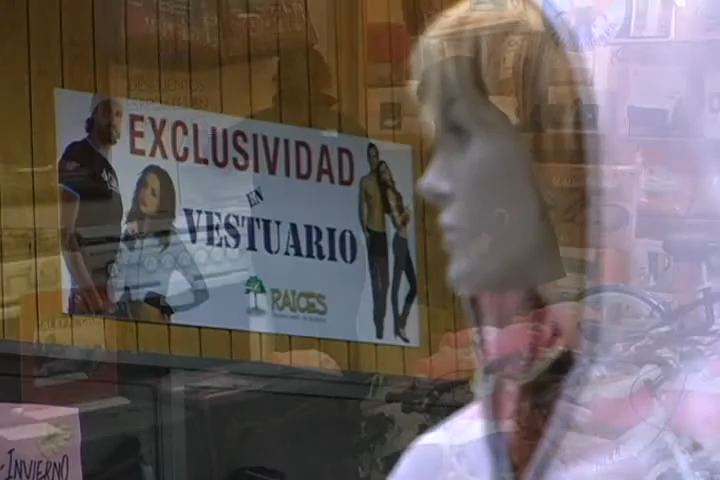 EXCLUSIVIDAD
EN
VESTUARIO
RAICES
INVIERNO